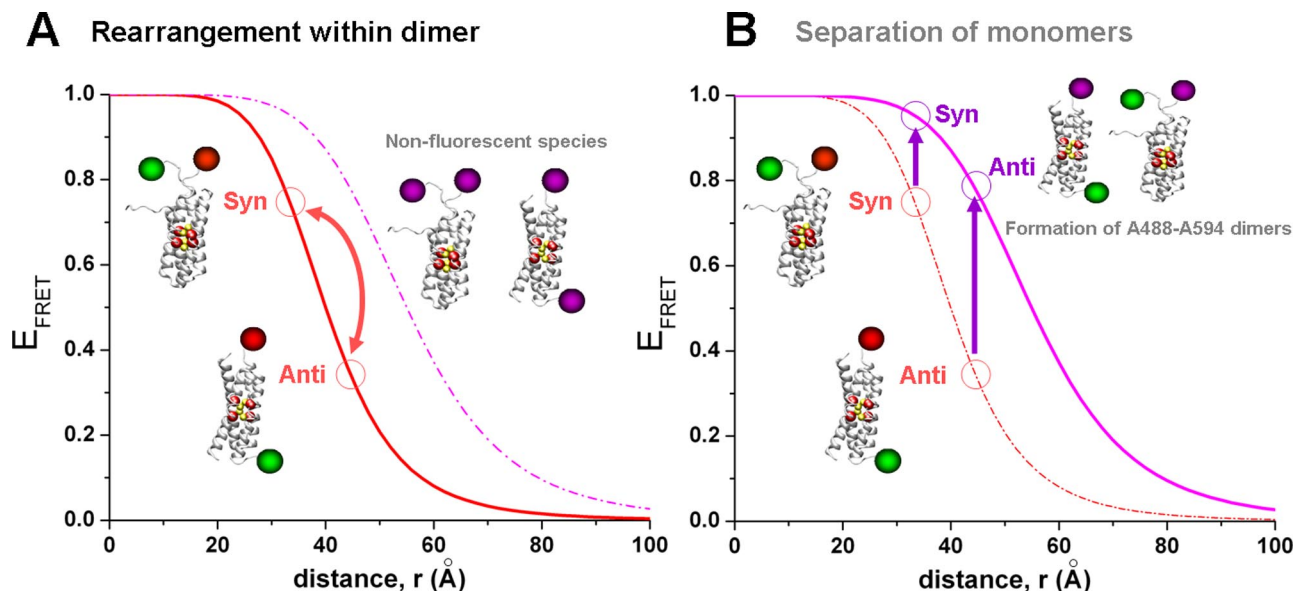 A Rearrangement within dimer
1.0
0.8
0.6
0.4
0.2
0.0
E_FRET
0 20 40 60 80 100
distance, r (Å)
Syn
Anti
Non-fluorescent species
B Separation of monomers
1.0
0.8
0.6
0.4
0.2
0.0
E_FRET
0 20 40 60 80 100
distance, r (Å)
Syn
Anti
Syn
Anti
Formation of A488-A594 dimers